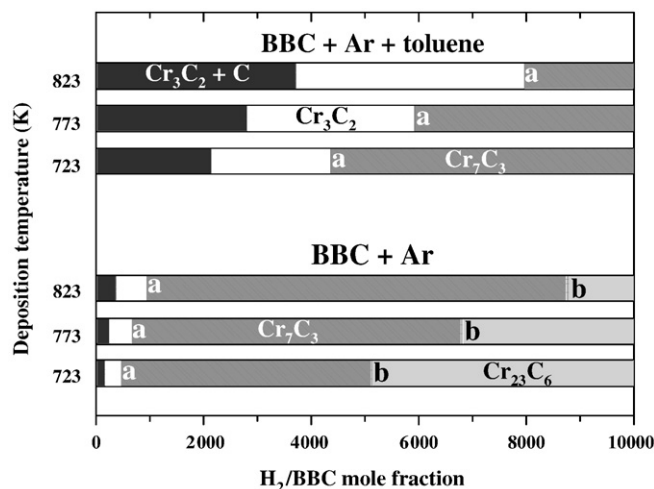 BBC + Ar + toluene
823 Cr₃C₂ + C a
773 Cr₃C₂ a
723 a Cr₇C₃
Deposition temperature (K)
BBC + Ar
823 a b
773 a Cr₇C₃ b
723 a b Cr₂₃C₆
0 2000 4000 6000 8000 10000
H₂/BBC mole fraction